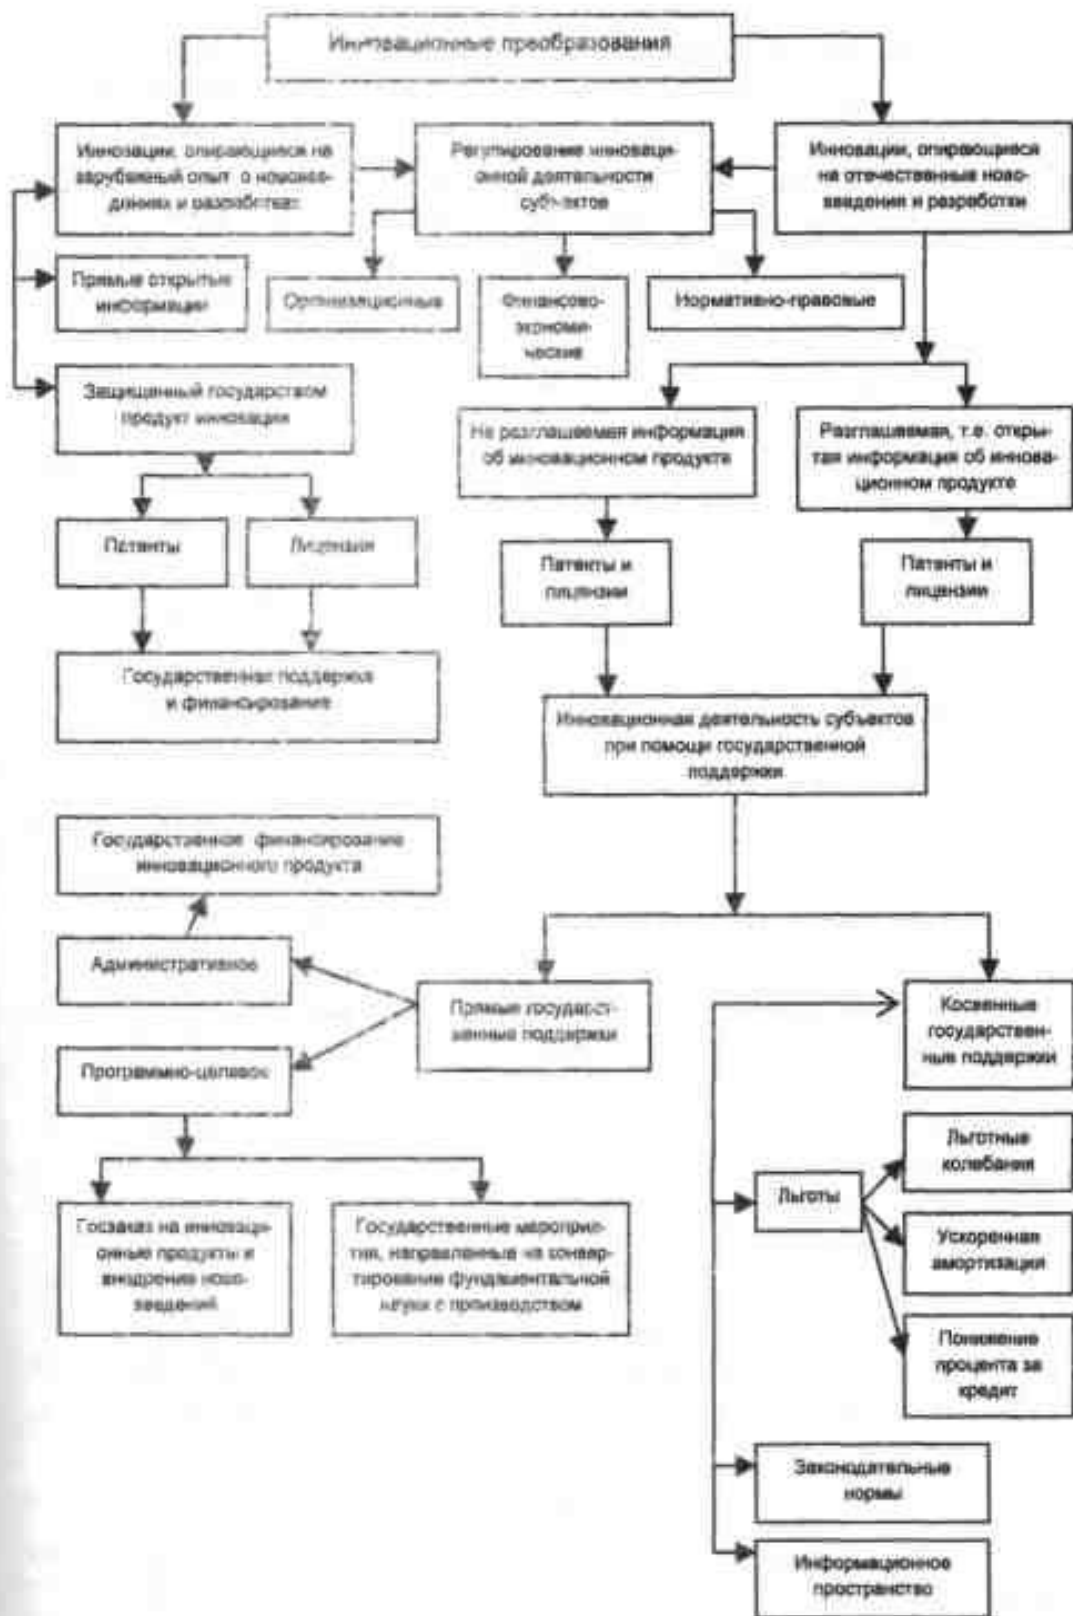 Инновационные преобразования
Инновации, опирающиеся на
зарубежный опыт о нововве-
дениях и разработках
Регулирование инноваци-
онной деятельности
субъектов
Инновации, опирающиеся
на отечественные ново-
введения и разработки
Прямые открытые
информации
Организационные
Финансово-
экономи-
ческие
Нормативно-правовые
Защищенный государством
продукт инновации
Не разглашаемая информация
об инновационном продукте
Разглашаемая, т.е. откры-
тая информация об иннова-
ционном продукте
Патенты
Лицензии
Патенты и
лицензии
Патенты и
лицензии
Государственная поддержка
и финансирование
Инновационная деятельность субъектов
при помощи государственной
поддержки
Государственное финансирование
инновационного продукта
Административное
Прямые государст-
венные поддержки
Косвенные
государствен-
ные поддержки
Программно-целевое
Льготные
колебания
Льготы
Ускоренная
амортизация
Госзаказ на инноваци-
онные продукты и
внедрение ново-
введений
Государственные мероприя-
тия, направленные на конвер-
тирование фундаментальной
науки с производством
Понижение
процента за
кредит
Законодательные
нормы
Информационное
пространство